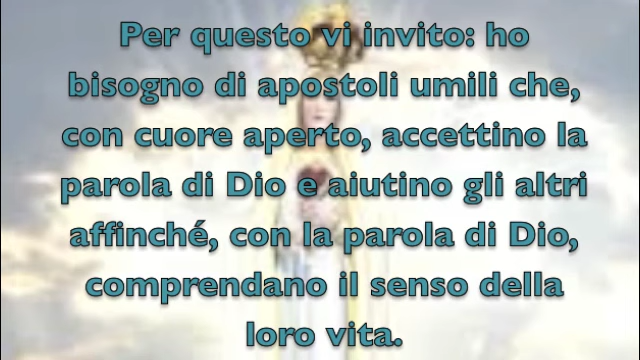 Per questo vi invito: ho
bisogno di apostoli umili che,
con cuore aperto, accettino la
parola di Dio e aiutino gli altri
affinché, con la parola di Dio,
comprendano il senso della
loro vita.